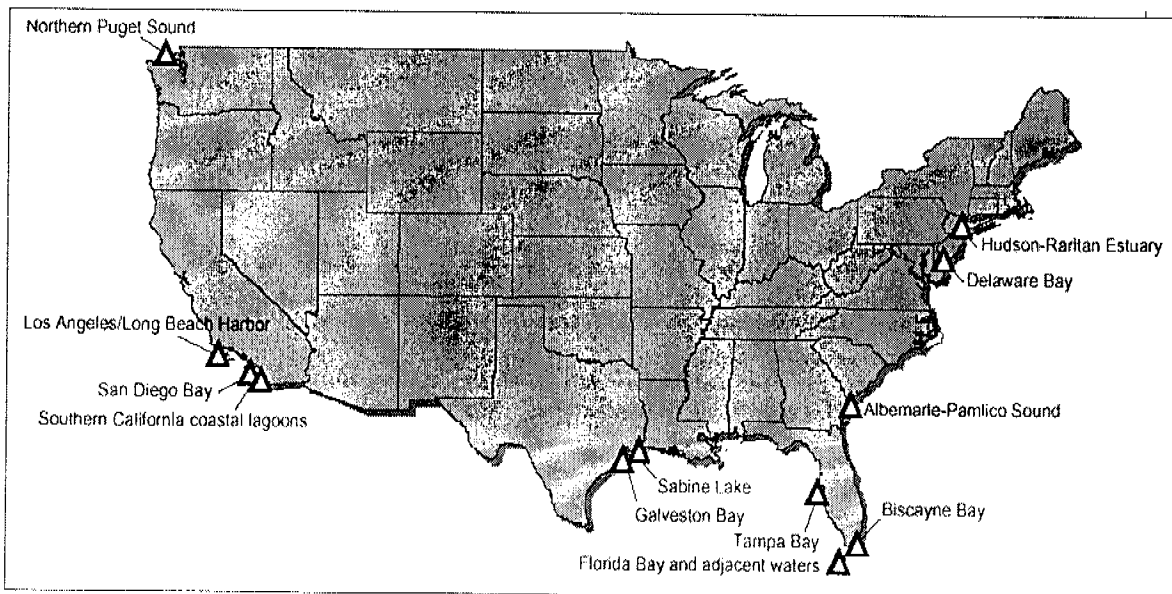 Northern Puget Sound
Hudson-Raritan Estuary
Delaware Bay
Los Angeles/Long Beach Harbor
San Diego Bay
Southern California coastal lagoons
Albemarle-Pamlico Sound
Sabine Lake
Galveston Bay
Biscayne Bay
Tampa Bay
Florida Bay and adjacent waters